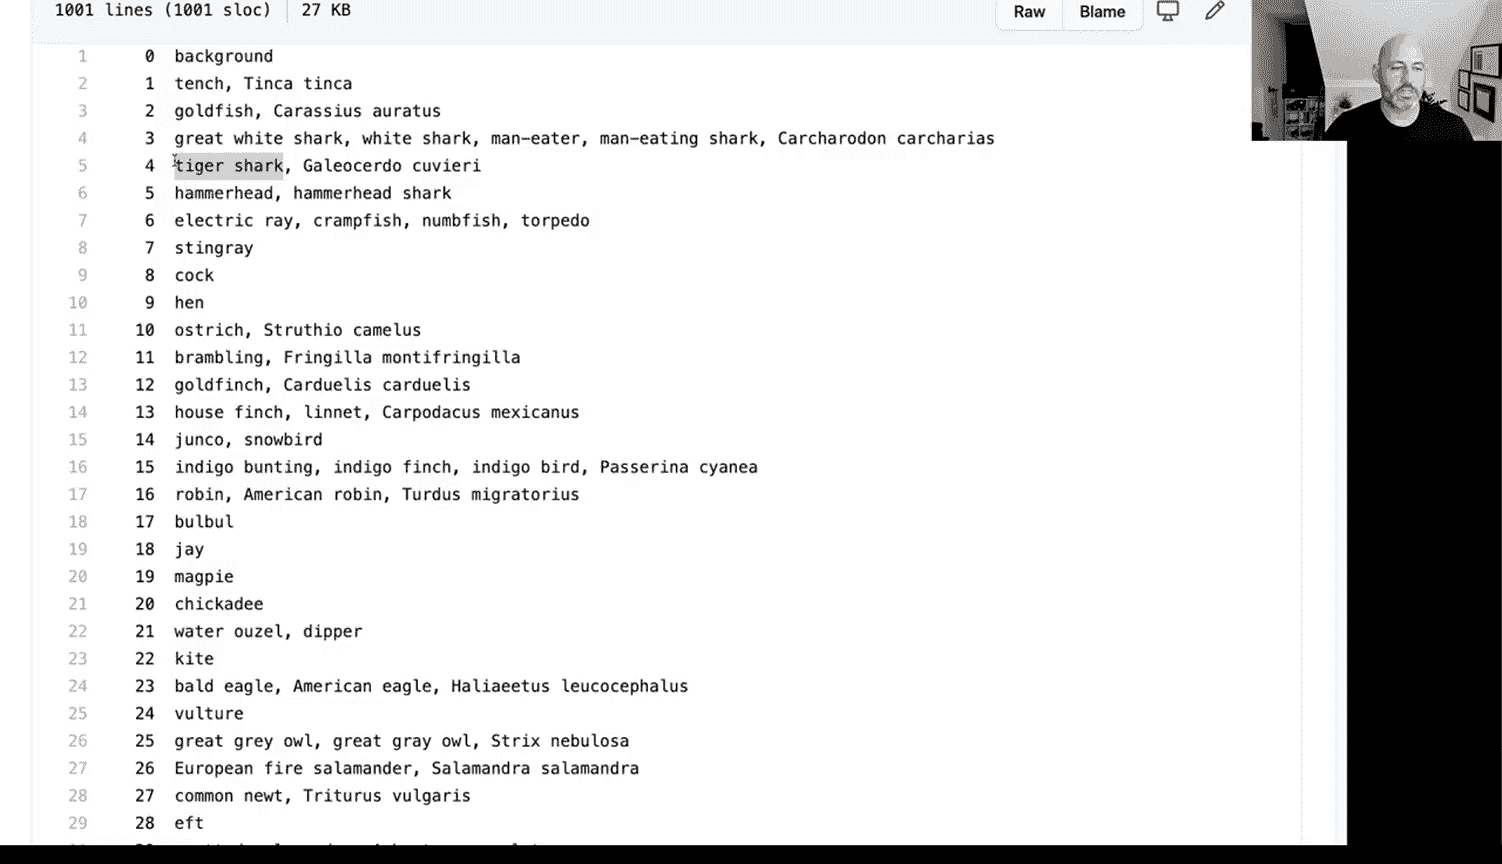 1001 lines (1001 sloc) 27 KB Raw Blame
1 0 background
2 1 tench, Tinca tinca
3 2 goldfish, Carassius auratus
4 3 great white shark, white shark, man-eater, man-eating shark, Carcharodon carcharias
5 4 tiger shark, Galeocerdo cuvieri
6 5 hammerhead, hammerhead shark
7 6 electric ray, crampfish, numbfish, torpedo
8 7 stingray
9 8 cock
10 9 hen
11 10 ostrich, Struthio camelus
12 11 brambling, Fringilla montifringilla
13 12 goldfinch, Carduelis carduelis
14 13 house finch, linnet, Carpodacus mexicanus
15 14 junco, snowbird
16 15 indigo bunting, indigo finch, indigo bird, Passerina cyanea
17 16 robin, American robin, Turdus migratorius
18 17 bulbul
19 18 jay
20 19 magpie
21 20 chickadee
22 21 water ouzel, dipper
23 22 kite
24 23 bald eagle, American eagle, Haliaeetus leucocephalus
25 24 vulture
26 25 great grey owl, great gray owl, Strix nebulosa
27 26 European fire salamander, Salamandra salamandra
28 27 common newt, Triturus vulgaris
29 28 eft